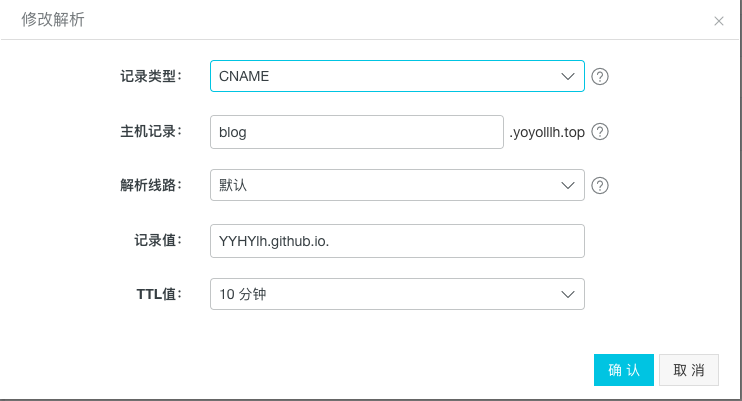 修改解析
记录类型： CNAME
主机记录： blog .yoyolllh.top
解析线路： 默认
记录值： YYHYlh.github.io.
TTL值： 10 分钟
确 认 取 消